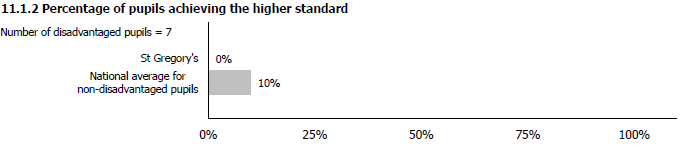 11.1.2 Percentage of pupils achieving the higher standard
Number of disadvantaged pupils = 7
St Gregory's 0%
National average for
non-disadvantaged pupils
10%
0% 25% 50% 75% 100%